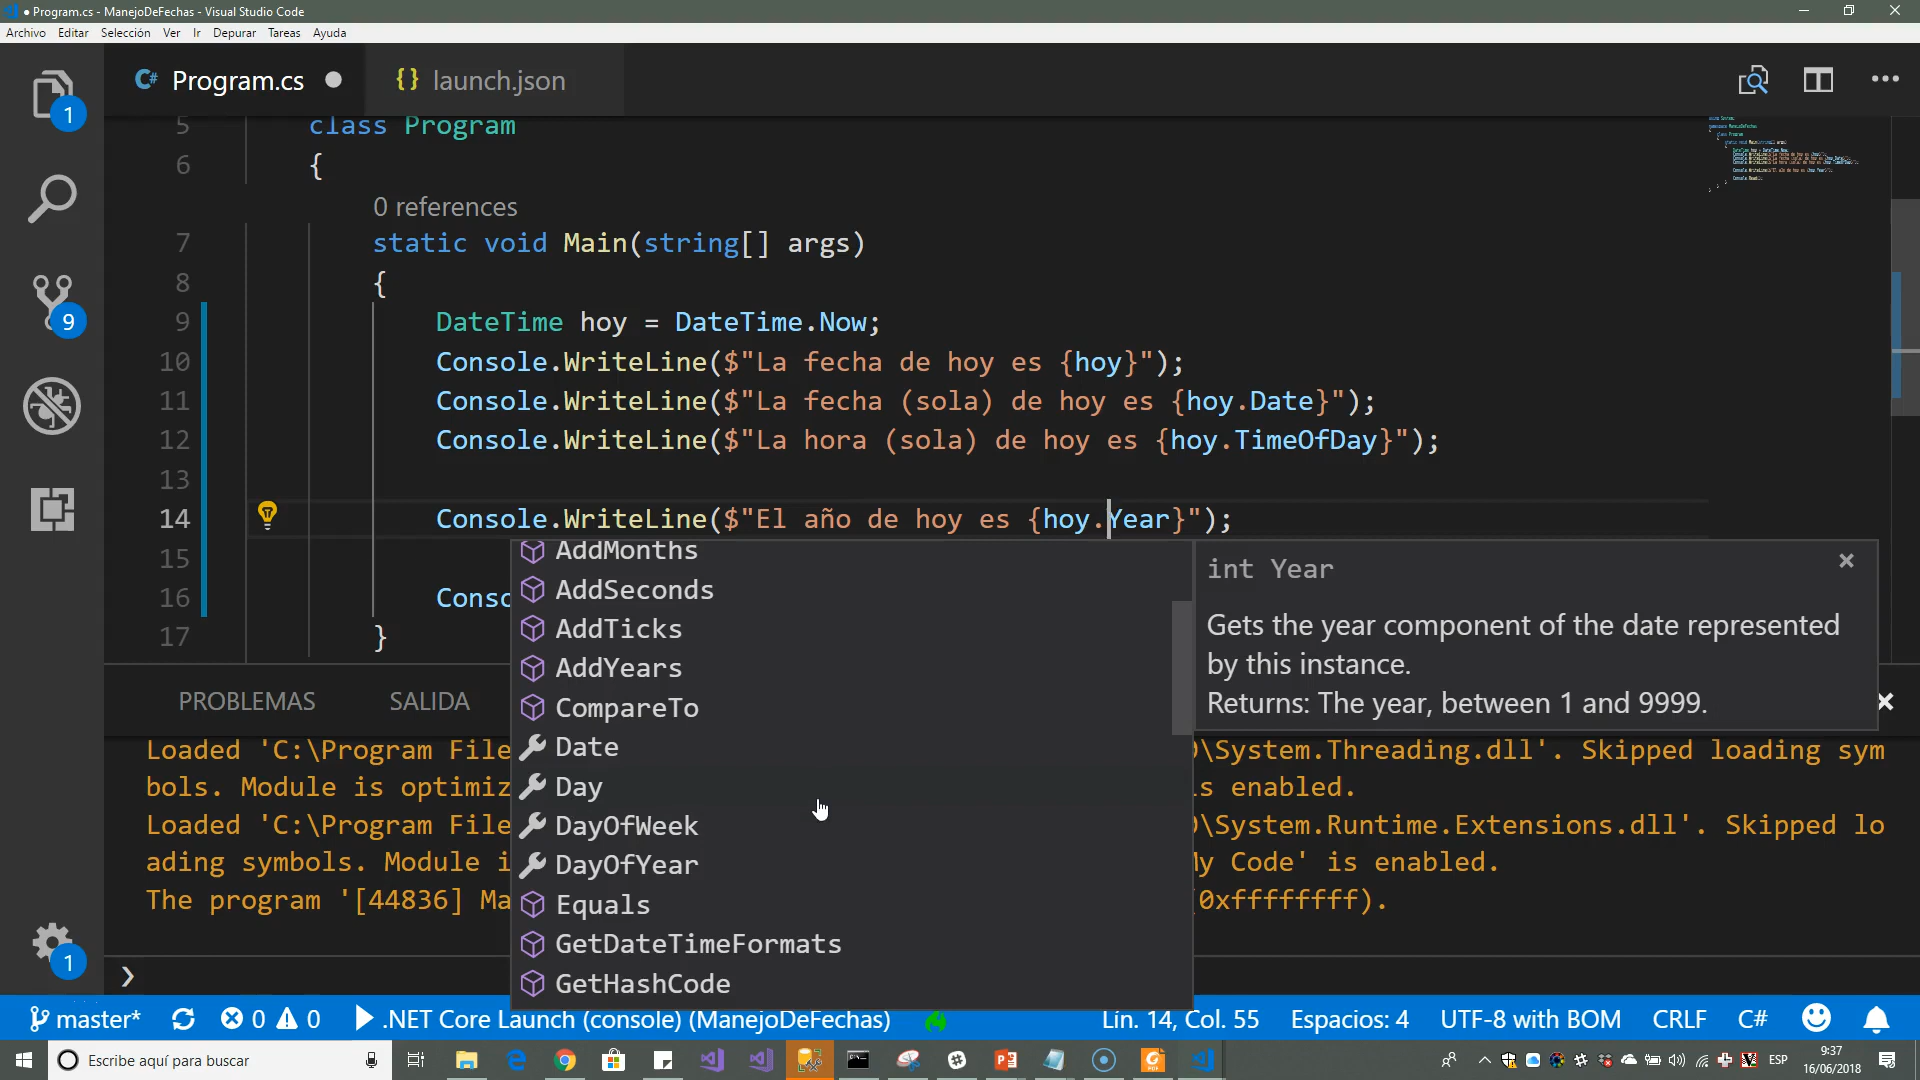 ● Program.cs - ManejoDeFechas - Visual Studio Code
Archivo Editar Selección Ver Ir Depurar Tareas Ayuda
C# Program.cs ● {} launch.json
5 class Program
6 {
0 references
7 static void Main(string[] args)
8 {
9 DateTime hoy = DateTime.Now;
10 Console.WriteLine($"La fecha de hoy es {hoy}");
11 Console.WriteLine($"La fecha (sola) de hoy es {hoy.Date}");
12 Console.WriteLine($"La hora (sola) de hoy es {hoy.TimeOfDay}");
13
14 Console.WriteLine($"El año de hoy es {hoy.Year}");
15
16 Conso
17 }
AddMonths
AddSeconds
AddTicks
AddYears
CompareTo
Date
Day
DayOfWeek
DayOfYear
Equals
GetDateTimeFormats
GetHashCode
int Year
Gets the year component of the date represented
by this instance.
Returns: The year, between 1 and 9999.
1
9
1
PROBLEMAS SALIDA
Loaded 'C:\Program File \System.Threading.dll'. Skipped loading sym
bols. Module is optimiz s enabled.
Loaded 'C:\Program File \System.Runtime.Extensions.dll'. Skipped lo
ading symbols. Module i My Code' is enabled.
The program '[44836] Ma (0xffffffff).
master* 0 0 .NET Core Launch (console) (ManejoDeFechas) Lín. 14, Col. 55 Espacios: 4 UTF-8 with BOM CRLF C#
Escribe aquí para buscar ESP 9:37
16/06/2018